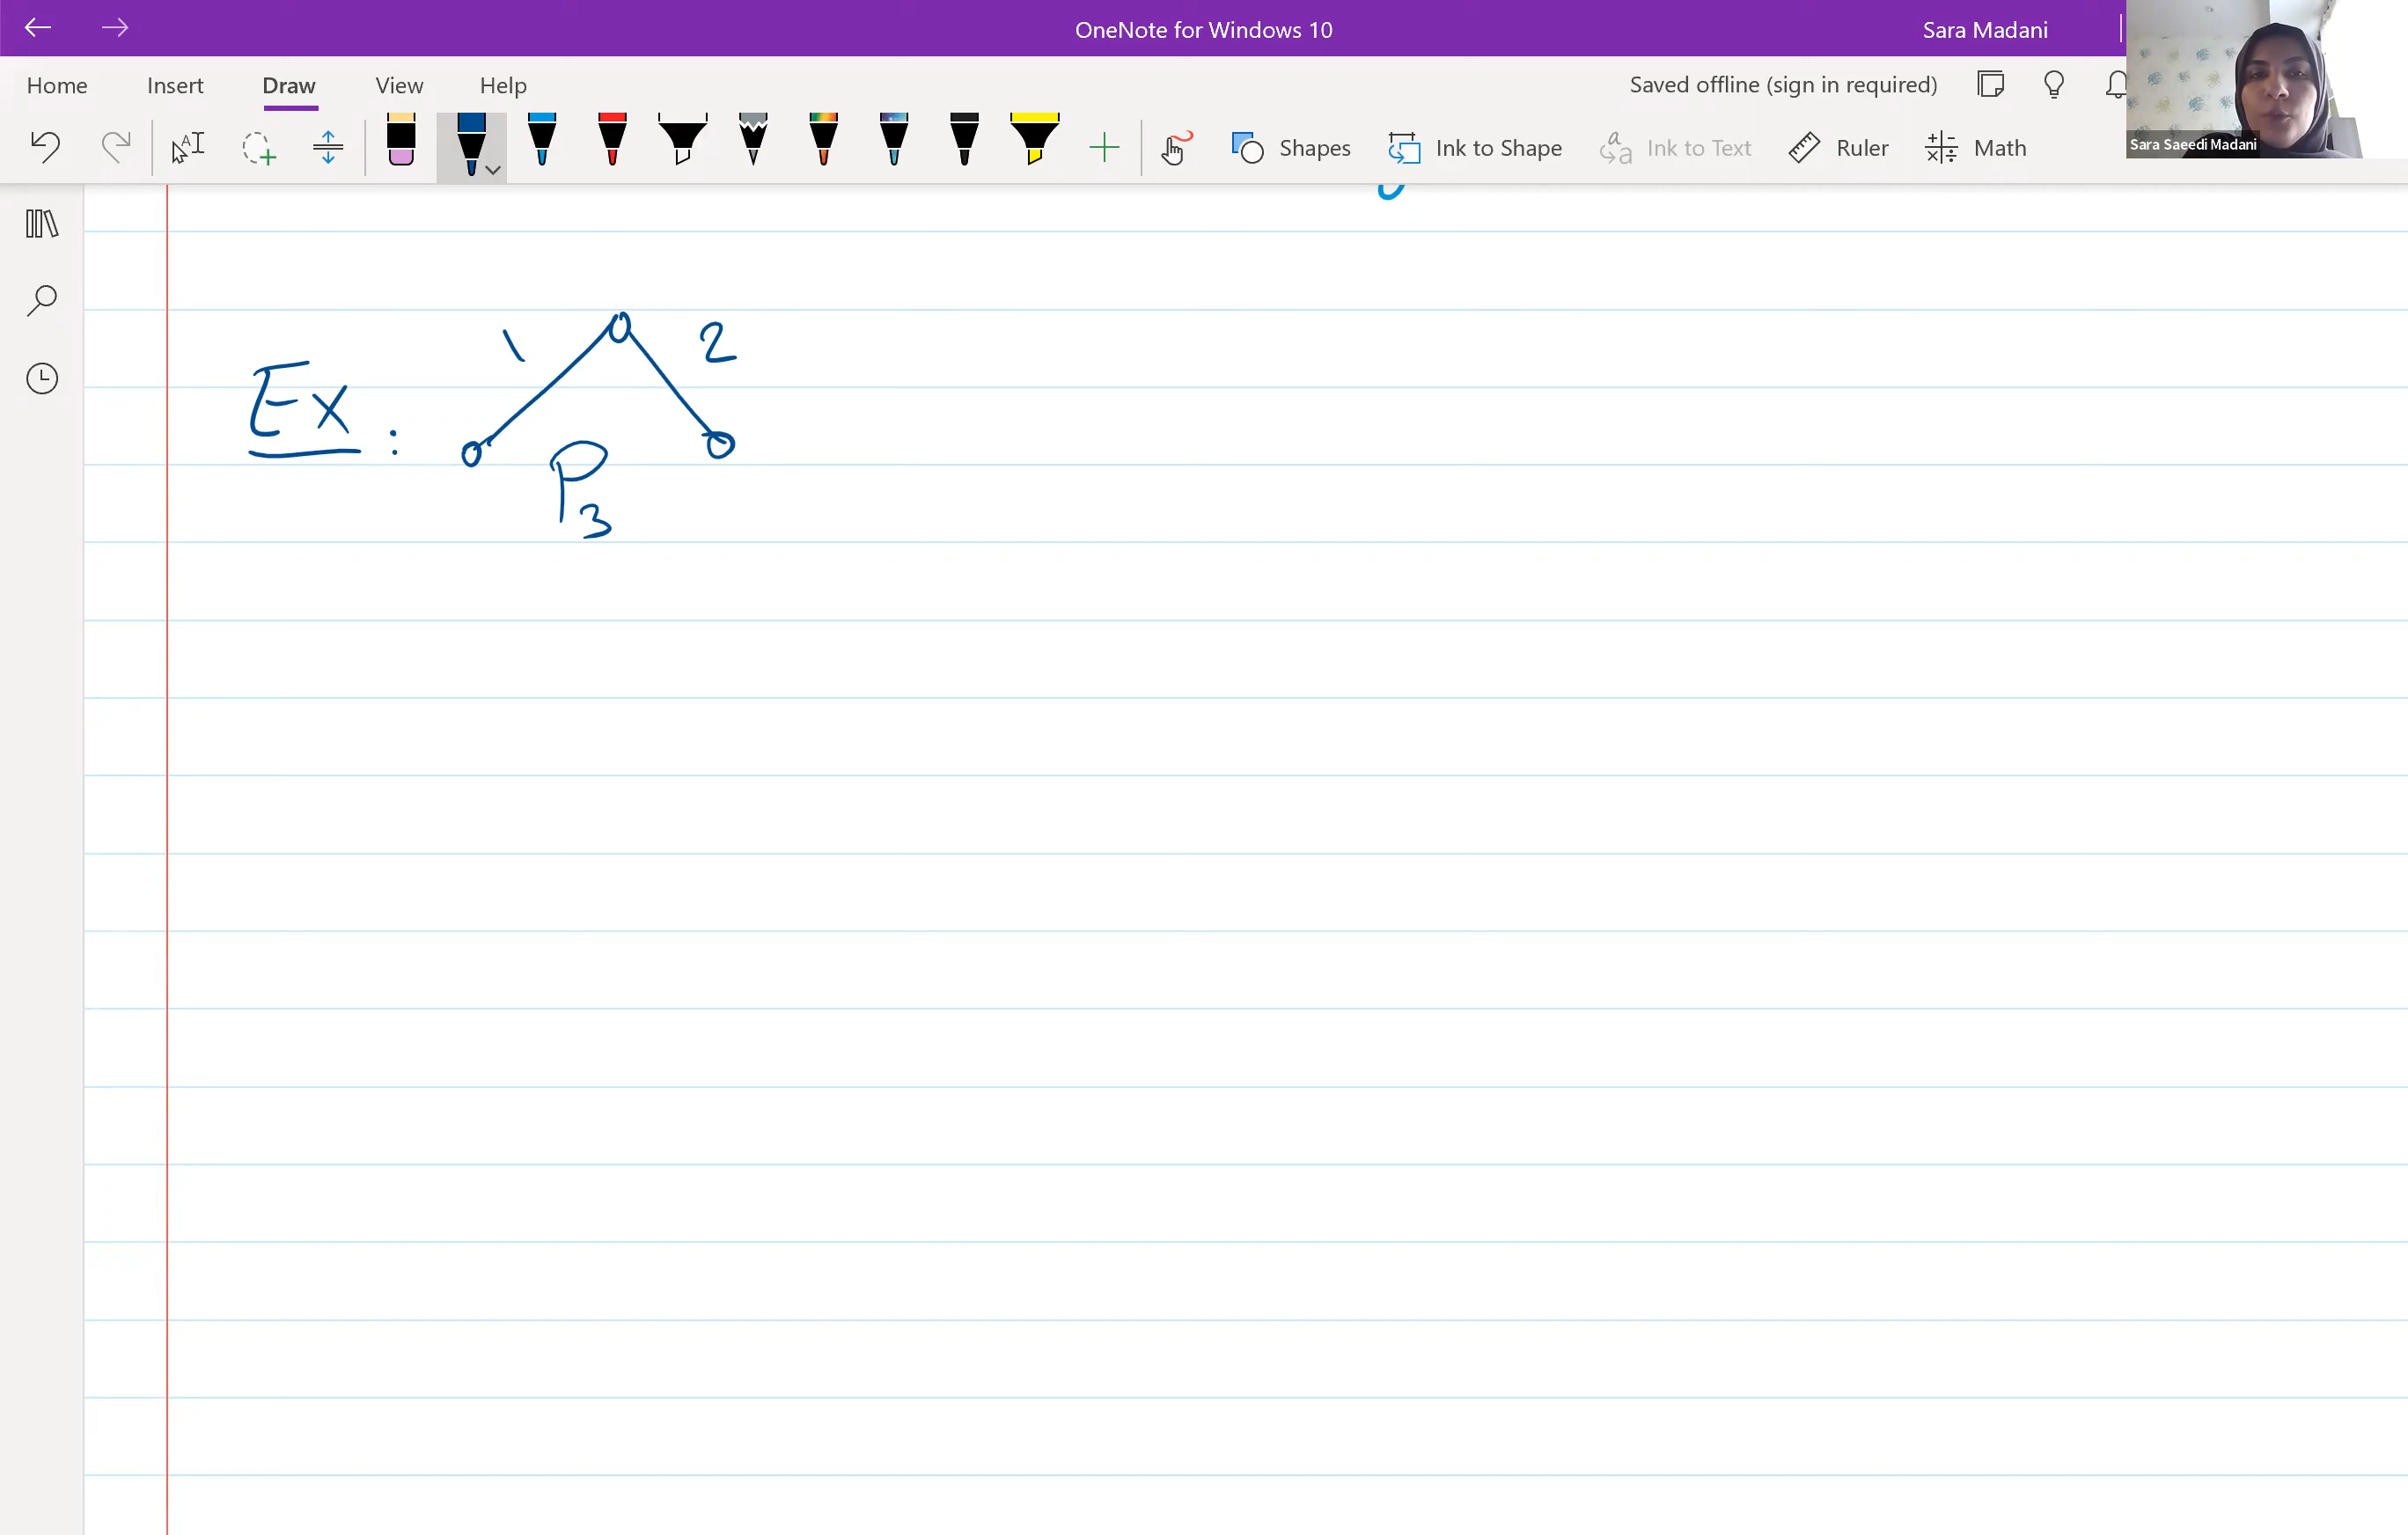 OneNote for Windows 10
Sara Madani
Home Insert Draw View Help
Saved offline (sign in required)
Shapes Ink to Shape Ink to Text Ruler Math
Sara Saeedi Madani
1 2
Ex :
P3